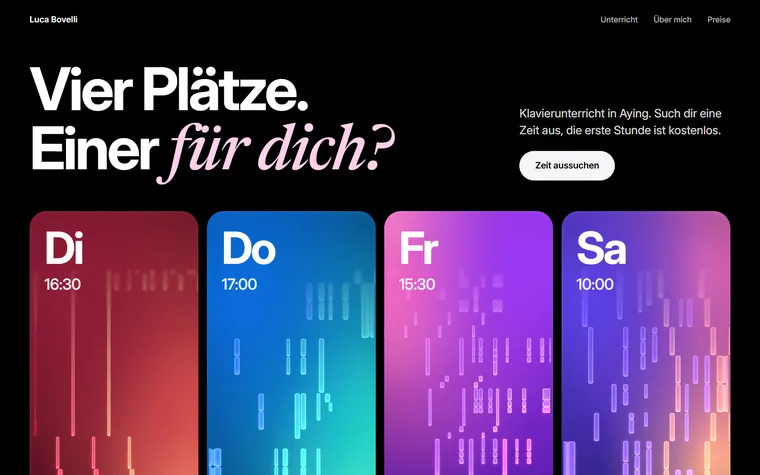 Luca Bovelli
Unterricht
Über mich
Preise
Vier Plätze.
Einer für dich?
Klavierunterricht in Aying. Such dir eine
Zeit aus, die erste Stunde ist kostenlos.
Zeit aussuchen
Di
16:30
Do
17:00
Fr
15:30
Sa
10:00